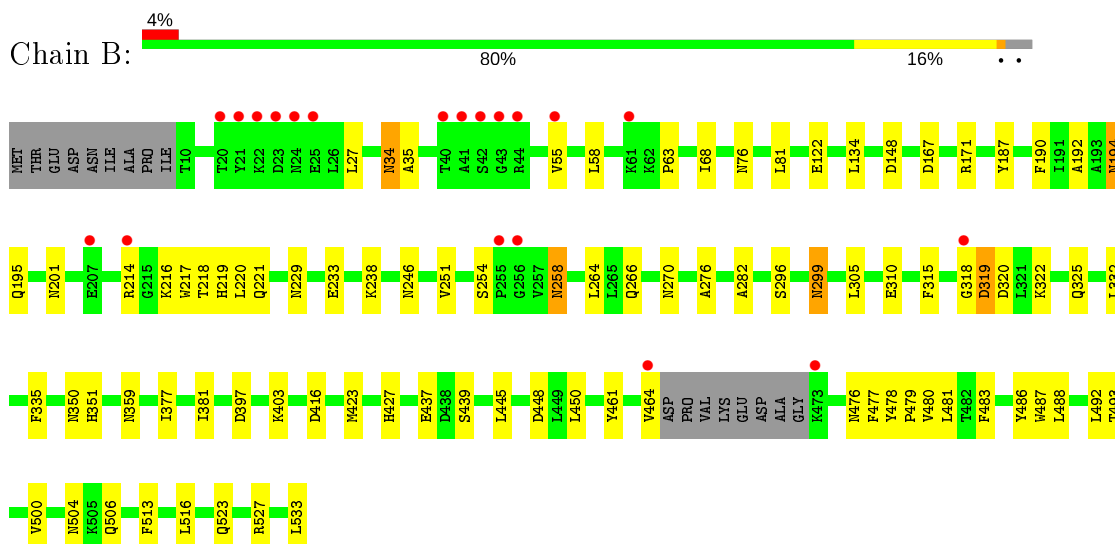 4%
Chain B:
80% 16% • •
MET THR GLU ASP ASN ILE ALA PRO ILE T10 T20 Y21 K22 D23 N24 E25 L26 L27 N34 A35 T40 A41 S42 G43 R44 V55 L58 K61 K62 P63 I68 N76 L81 E122 L134 D148 D167 R171 Y187 F190 I191 A192 A193 N194
Q195 N201 E207 R214 G215 K216 W217 T218 H219 L220 Q221 N229 E233 K238 N246 V251 S254 P255 G256 V257 N258 L264 L265 Q266 N270 A276 A282 S296 N299 L305 E310 F315 G318 D319 D320 L321 K322 Q325 L332
F335 N350 H351 N359 I377 I381 D397 K403 D416 M423 H427 E437 D438 S439 L445 D448 L449 L450 Y461 V464 ASP PRO VAL LYS GLU ASP ALA GLY K473 N476 F477 Y478 P479 V480 L481 T482 F483 Y486 W487 L488 L492 T493
V500 N504 K505 Q506 F513 L516 Q523 R527 L533